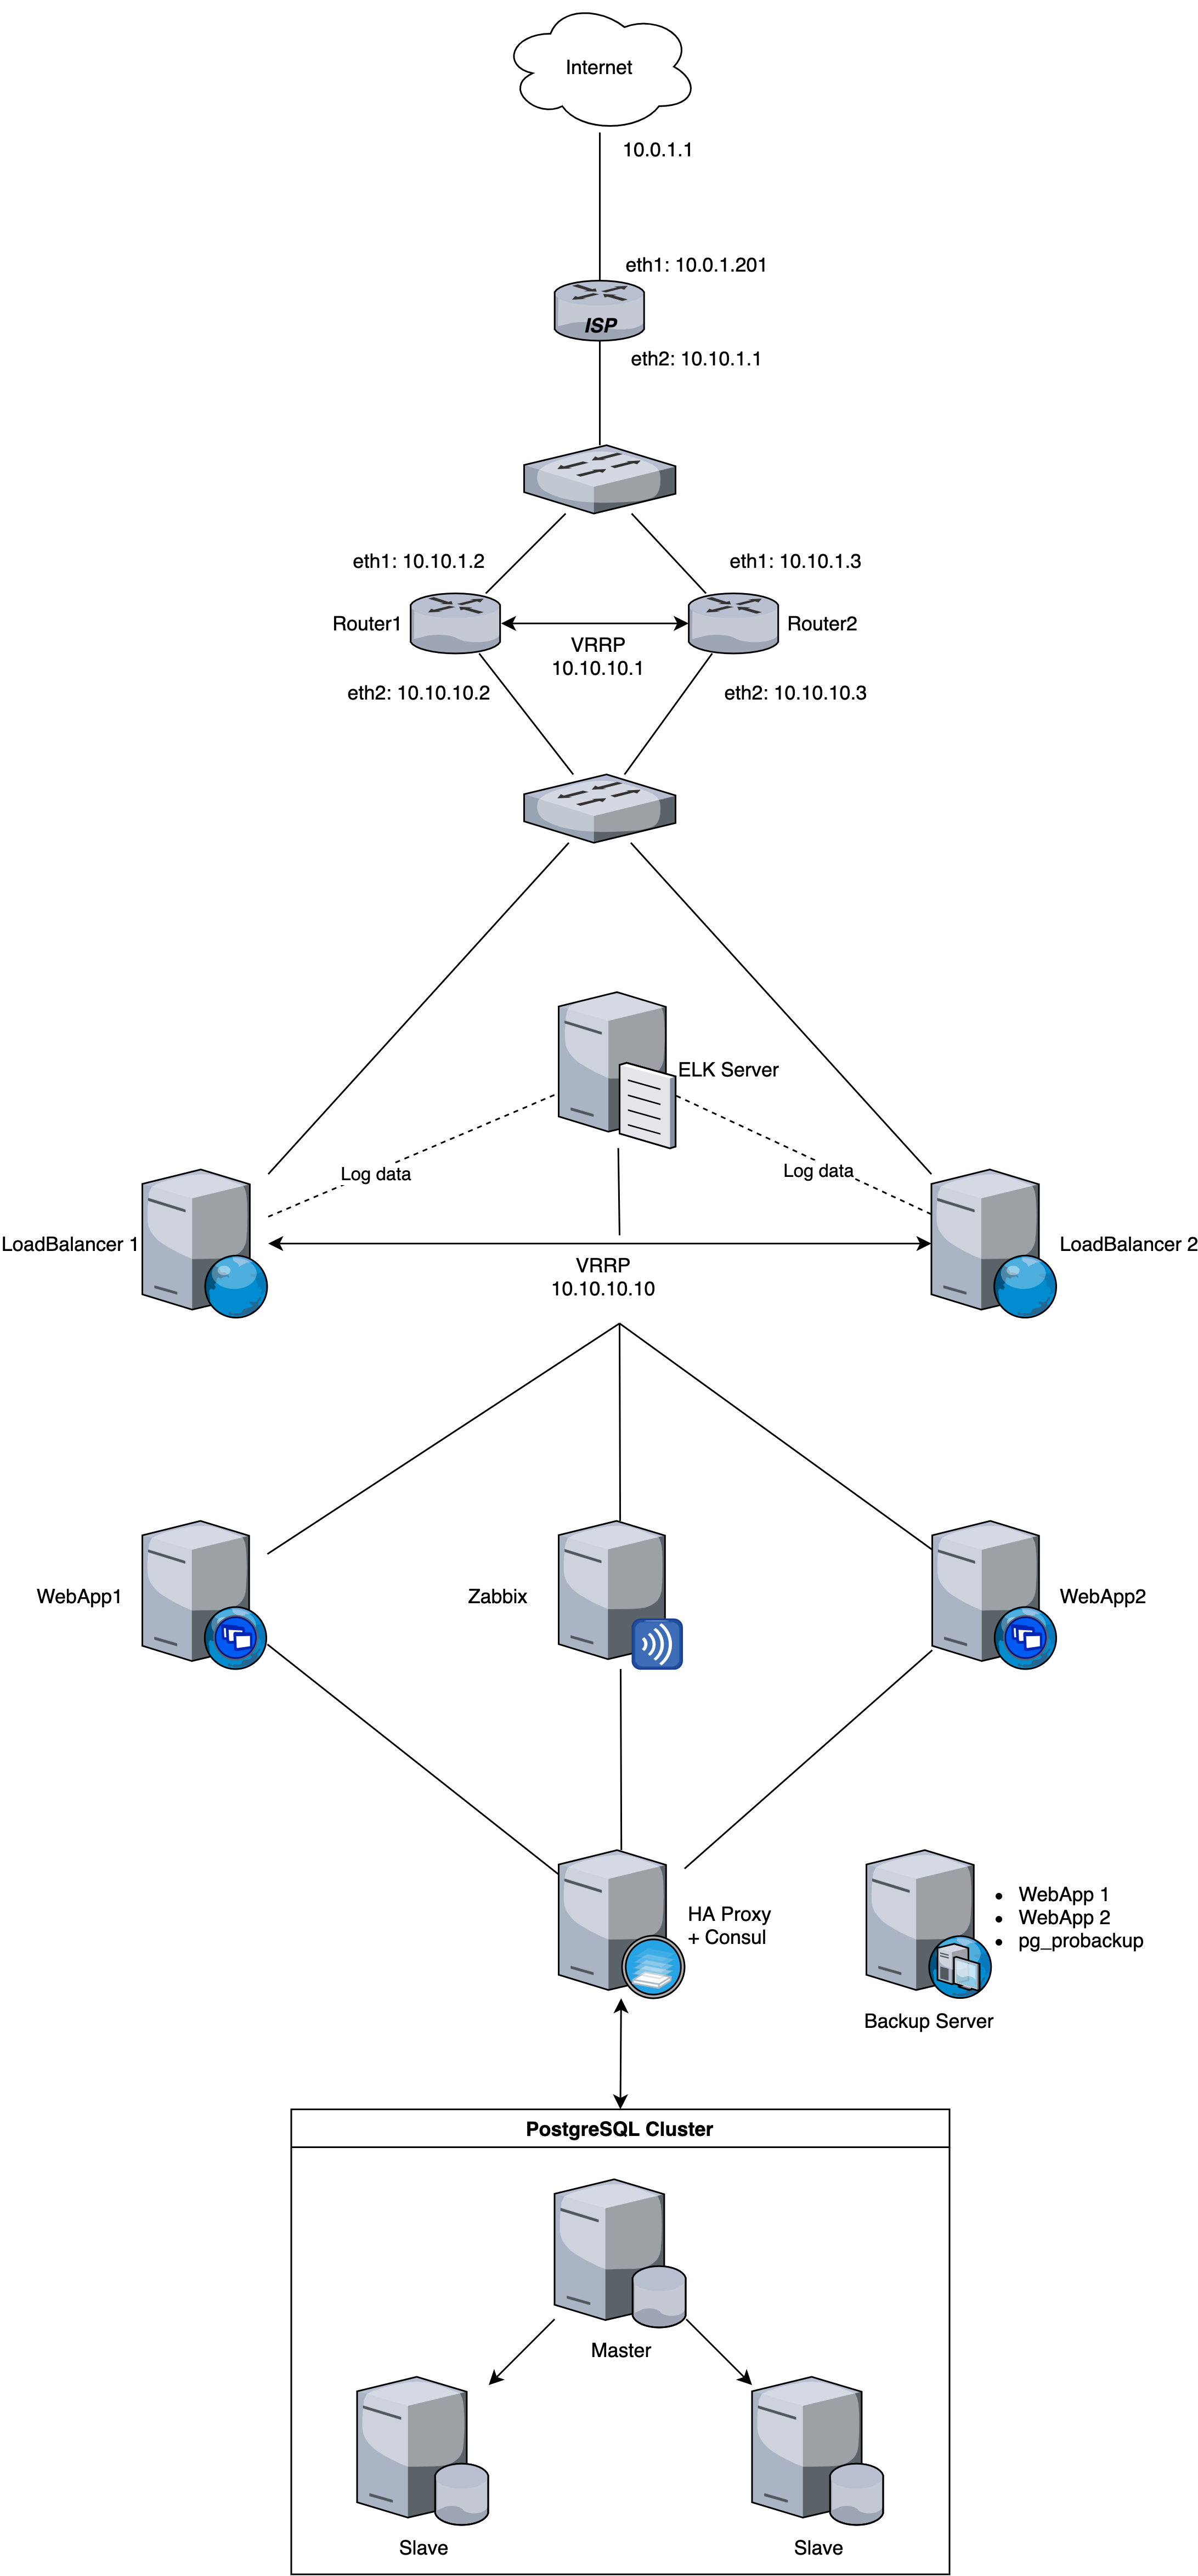 Internet
10.0.1.1
eth1: 10.0.1.201
ISP
eth2: 10.10.1.1
eth1: 10.10.1.2
eth1: 10.10.1.3
Router1
Router2
VRRP
10.10.10.1
eth2: 10.10.10.2
eth2: 10.10.10.3
ELK Server
Log data
Log data
LoadBalancer 1
LoadBalancer 2
VRRP
10.10.10.10
WebApp1
Zabbix
WebApp2
HA Proxy
+ Consul
• WebApp 1
• WebApp 2
• pg_probackup
Backup Server
PostgreSQL Cluster
Master
Slave
Slave